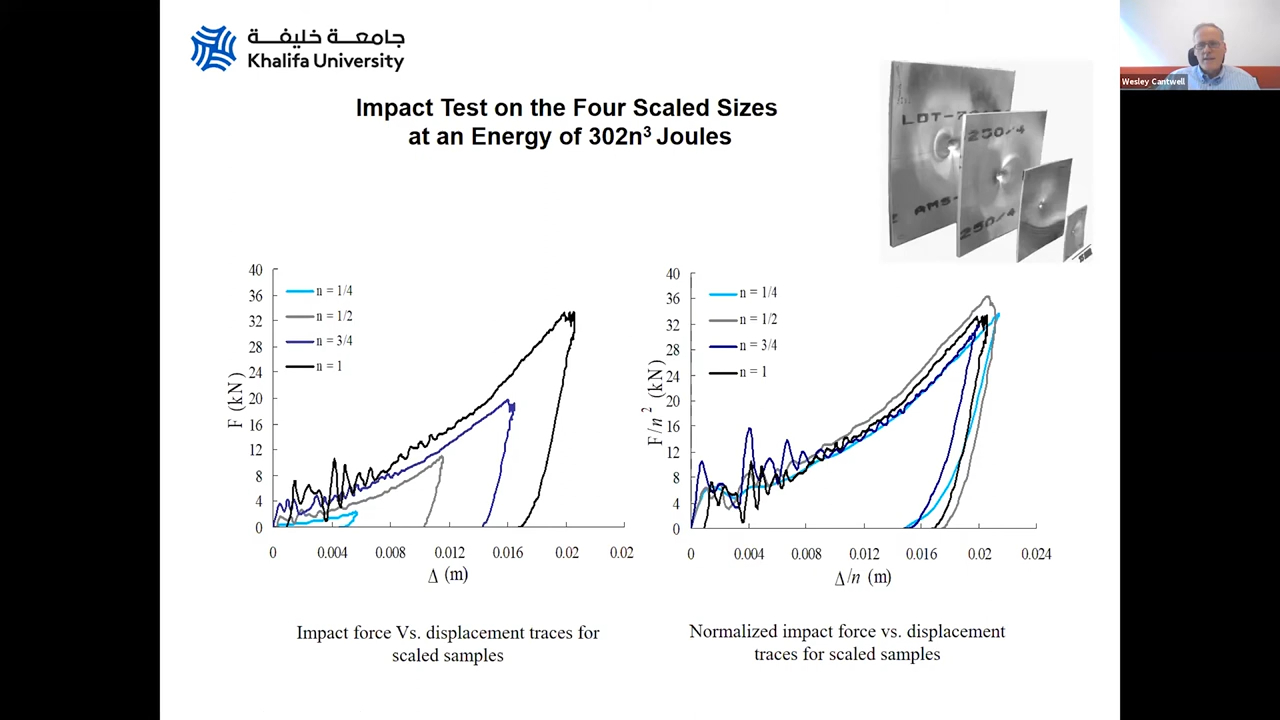 جامعة خليفة
Khalifa University
Wesley Cantwell
Impact Test on the Four Scaled Sizes
at an Energy of 302n³ Joules
250/4
AMS-
250/4
40
36
32
28
24
20
16
12
8
4
0
F (kN)
n = 1/4
n = 1/2
n = 3/4
n = 1
0 0.004 0.008 0.012 0.016 0.02 0.02
Δ (m)
Impact force Vs. displacement traces for
scaled samples
40
36
32
28
24
20
16
12
8
4
0
F/n² (kN)
n = 1/4
n = 1/2
n = 3/4
n = 1
0 0.004 0.008 0.012 0.016 0.02 0.024
Δ/n (m)
Normalized impact force vs. displacement
traces for scaled samples